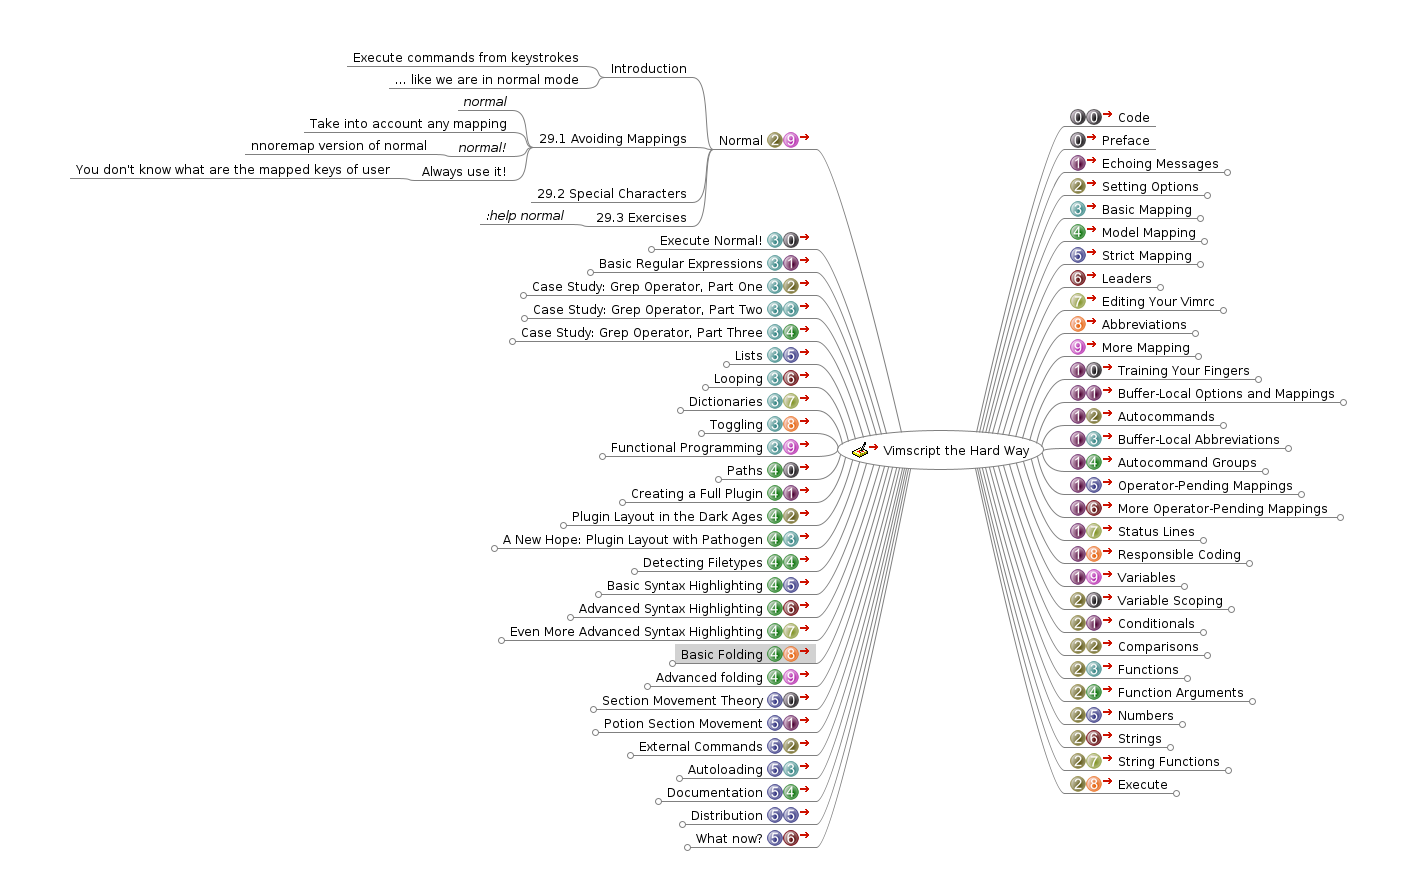 Execute commands from keystrokes
... like we are in normal mode
Introduction
normal
Take into account any mapping
nnoremap version of normal
normal!
You don't know what are the mapped keys of user
Always use it!
29.1 Avoiding Mappings
29.2 Special Characters
:help normal
29.3 Exercises
Normal 2 9
Execute Normal! 3 0
Basic Regular Expressions 3 1
Case Study: Grep Operator, Part One 3 2
Case Study: Grep Operator, Part Two 3 3
Case Study: Grep Operator, Part Three 3 4
Lists 3 5
Looping 3 6
Dictionaries 3 7
Toggling 3 8
Functional Programming 3 9
Paths 4 0
Creating a Full Plugin 4 1
Plugin Layout in the Dark Ages 4 2
A New Hope: Plugin Layout with Pathogen 4 3
Detecting Filetypes 4 4
Basic Syntax Highlighting 4 5
Advanced Syntax Highlighting 4 6
Even More Advanced Syntax Highlighting 4 7
Basic Folding 4 8
Advanced folding 4 9
Section Movement Theory 5 0
Potion Section Movement 5 1
External Commands 5 2
Autoloading 5 3
Documentation 5 4
Distribution 5 5
What now? 5 6
Vimscript the Hard Way
0 0 Code
0 Preface
1 Echoing Messages
2 Setting Options
3 Basic Mapping
4 Model Mapping
5 Strict Mapping
6 Leaders
7 Editing Your Vimrc
8 Abbreviations
9 More Mapping
1 0 Training Your Fingers
1 1 Buffer-Local Options and Mappings
1 2 Autocommands
1 3 Buffer-Local Abbreviations
1 4 Autocommand Groups
1 5 Operator-Pending Mappings
1 6 More Operator-Pending Mappings
1 7 Status Lines
1 8 Responsible Coding
1 9 Variables
2 0 Variable Scoping
2 1 Conditionals
2 2 Comparisons
2 3 Functions
2 4 Function Arguments
2 5 Numbers
2 6 Strings
2 7 String Functions
2 8 Execute